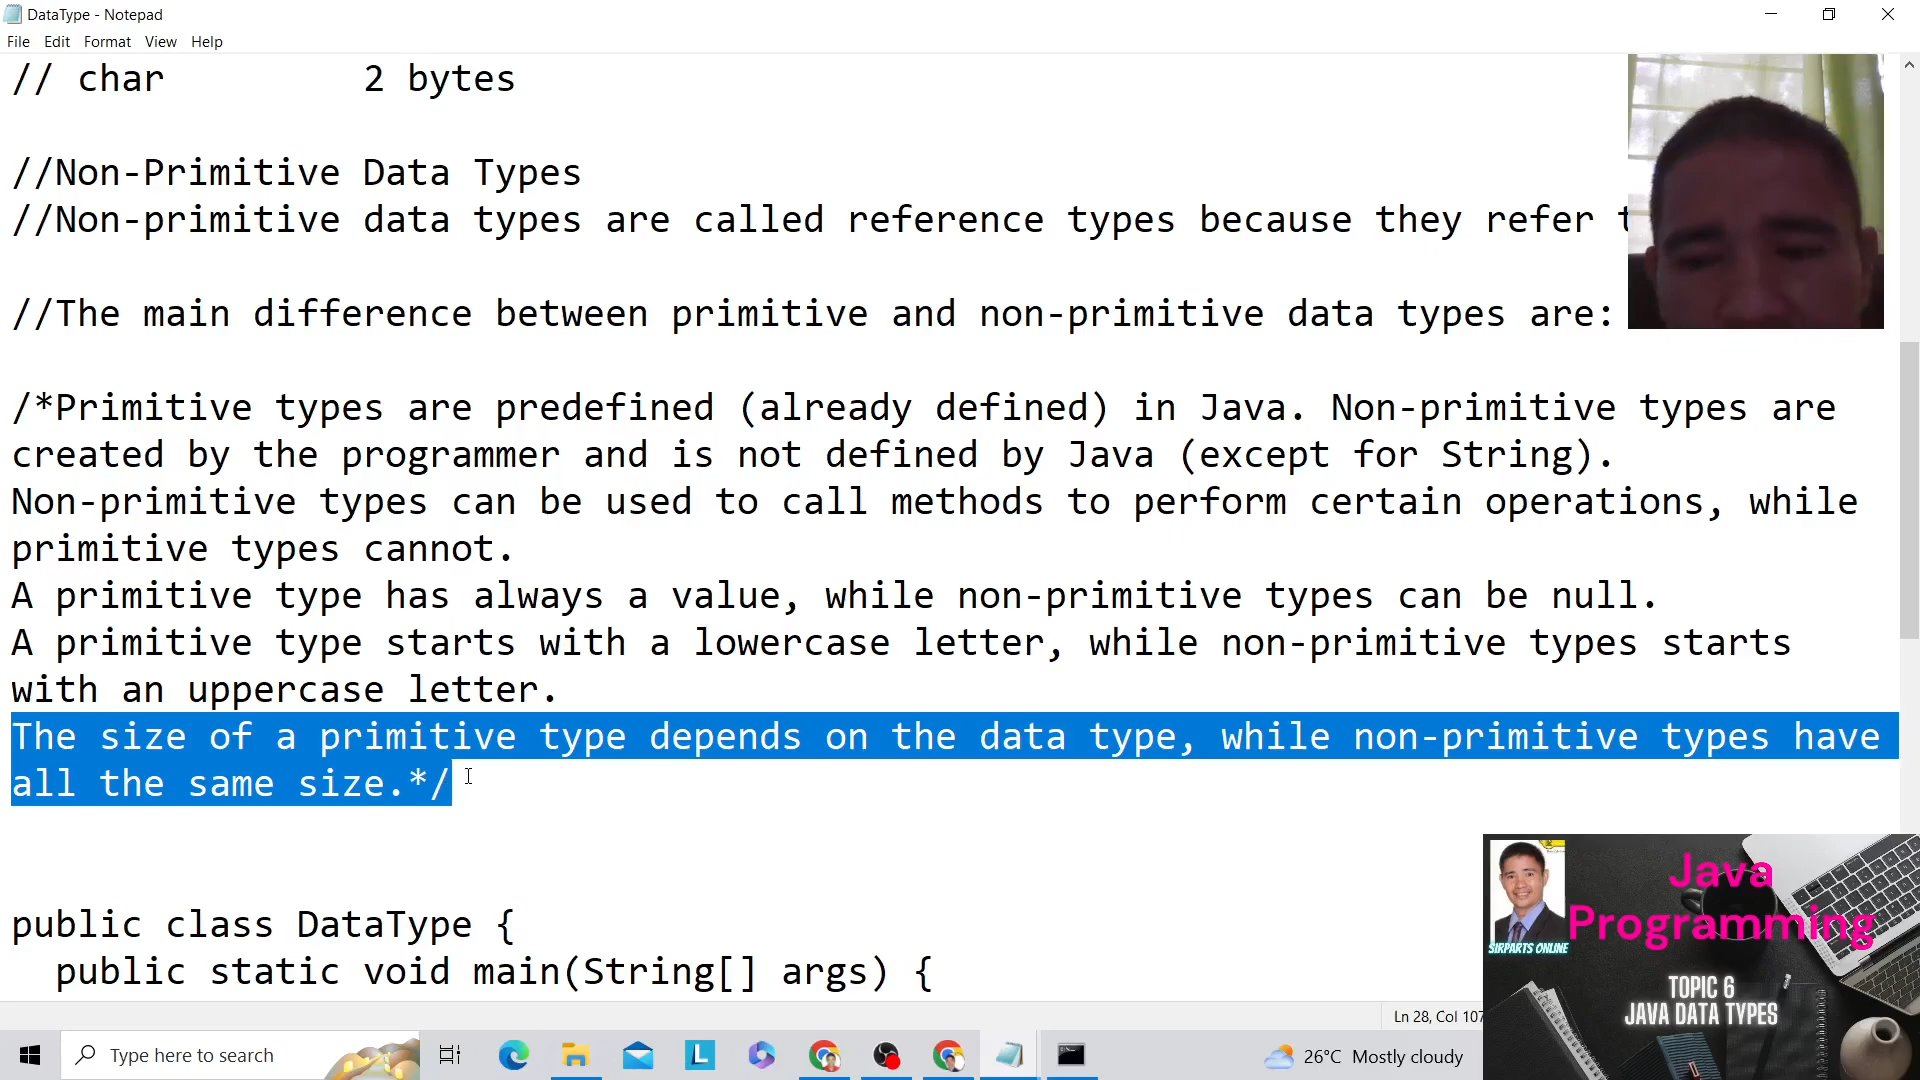 DataType - Notepad
File Edit Format View Help
// char 2 bytes
//Non-Primitive Data Types
//Non-primitive data types are called reference types because they refer
//The main difference between primitive and non-primitive data types are:
/*Primitive types are predefined (already defined) in Java. Non-primitive types are
created by the programmer and is not defined by Java (except for String).
Non-primitive types can be used to call methods to perform certain operations, while
primitive types cannot.
A primitive type has always a value, while non-primitive types can be null.
A primitive type starts with a lowercase letter, while non-primitive types starts
with an uppercase letter.
The size of a primitive type depends on the data type, while non-primitive types have
all the same size.*/
public class DataType {
public static void main(String[] args) {
Java
Programming
SIRPARTS ONLINE
TOPIC 6
JAVA DATA TYPES
Ln 28, Col 107
Type here to search
L
26°C Mostly cloudy